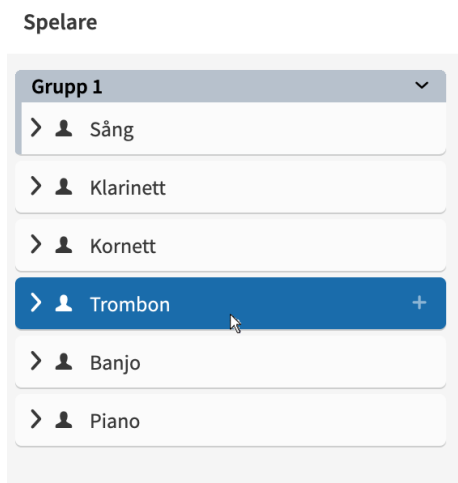 Spelare
Grupp 1
Sång
Klarinett
Kornett
Trombon
Banjo
Piano